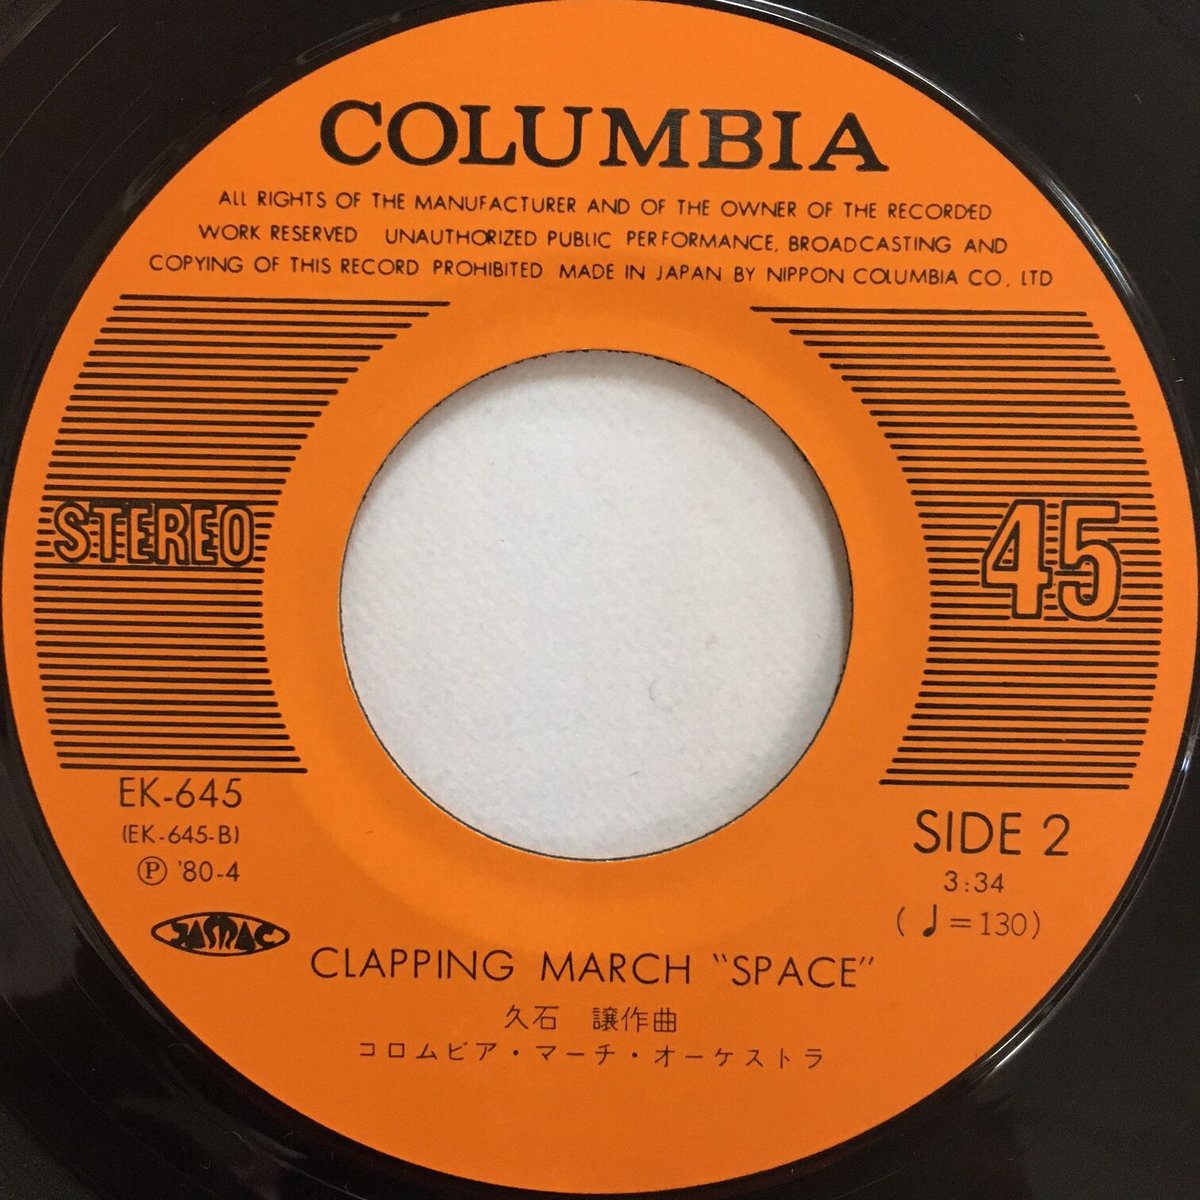 COLUMBIA
ALL RIGHTS OF THE MANUFACTURER AND OF THE OWNER OF THE RECORDED
WORK RESERVED UNAUTHORIZED PUBLIC PERFORMANCE, BROADCASTING AND
COPYING OF THIS RECORD PROHIBITED MADE IN JAPAN BY NIPPON COLUMBIA CO., LTD
STEREO
45
EK-645
(EK-645-B)
Ⓟ '80-4
JASRAC
SIDE 2
3:34
(♩=130)
CLAPPING MARCH "SPACE"
久石 譲作曲
コロムビア・マーチ・オーケストラ